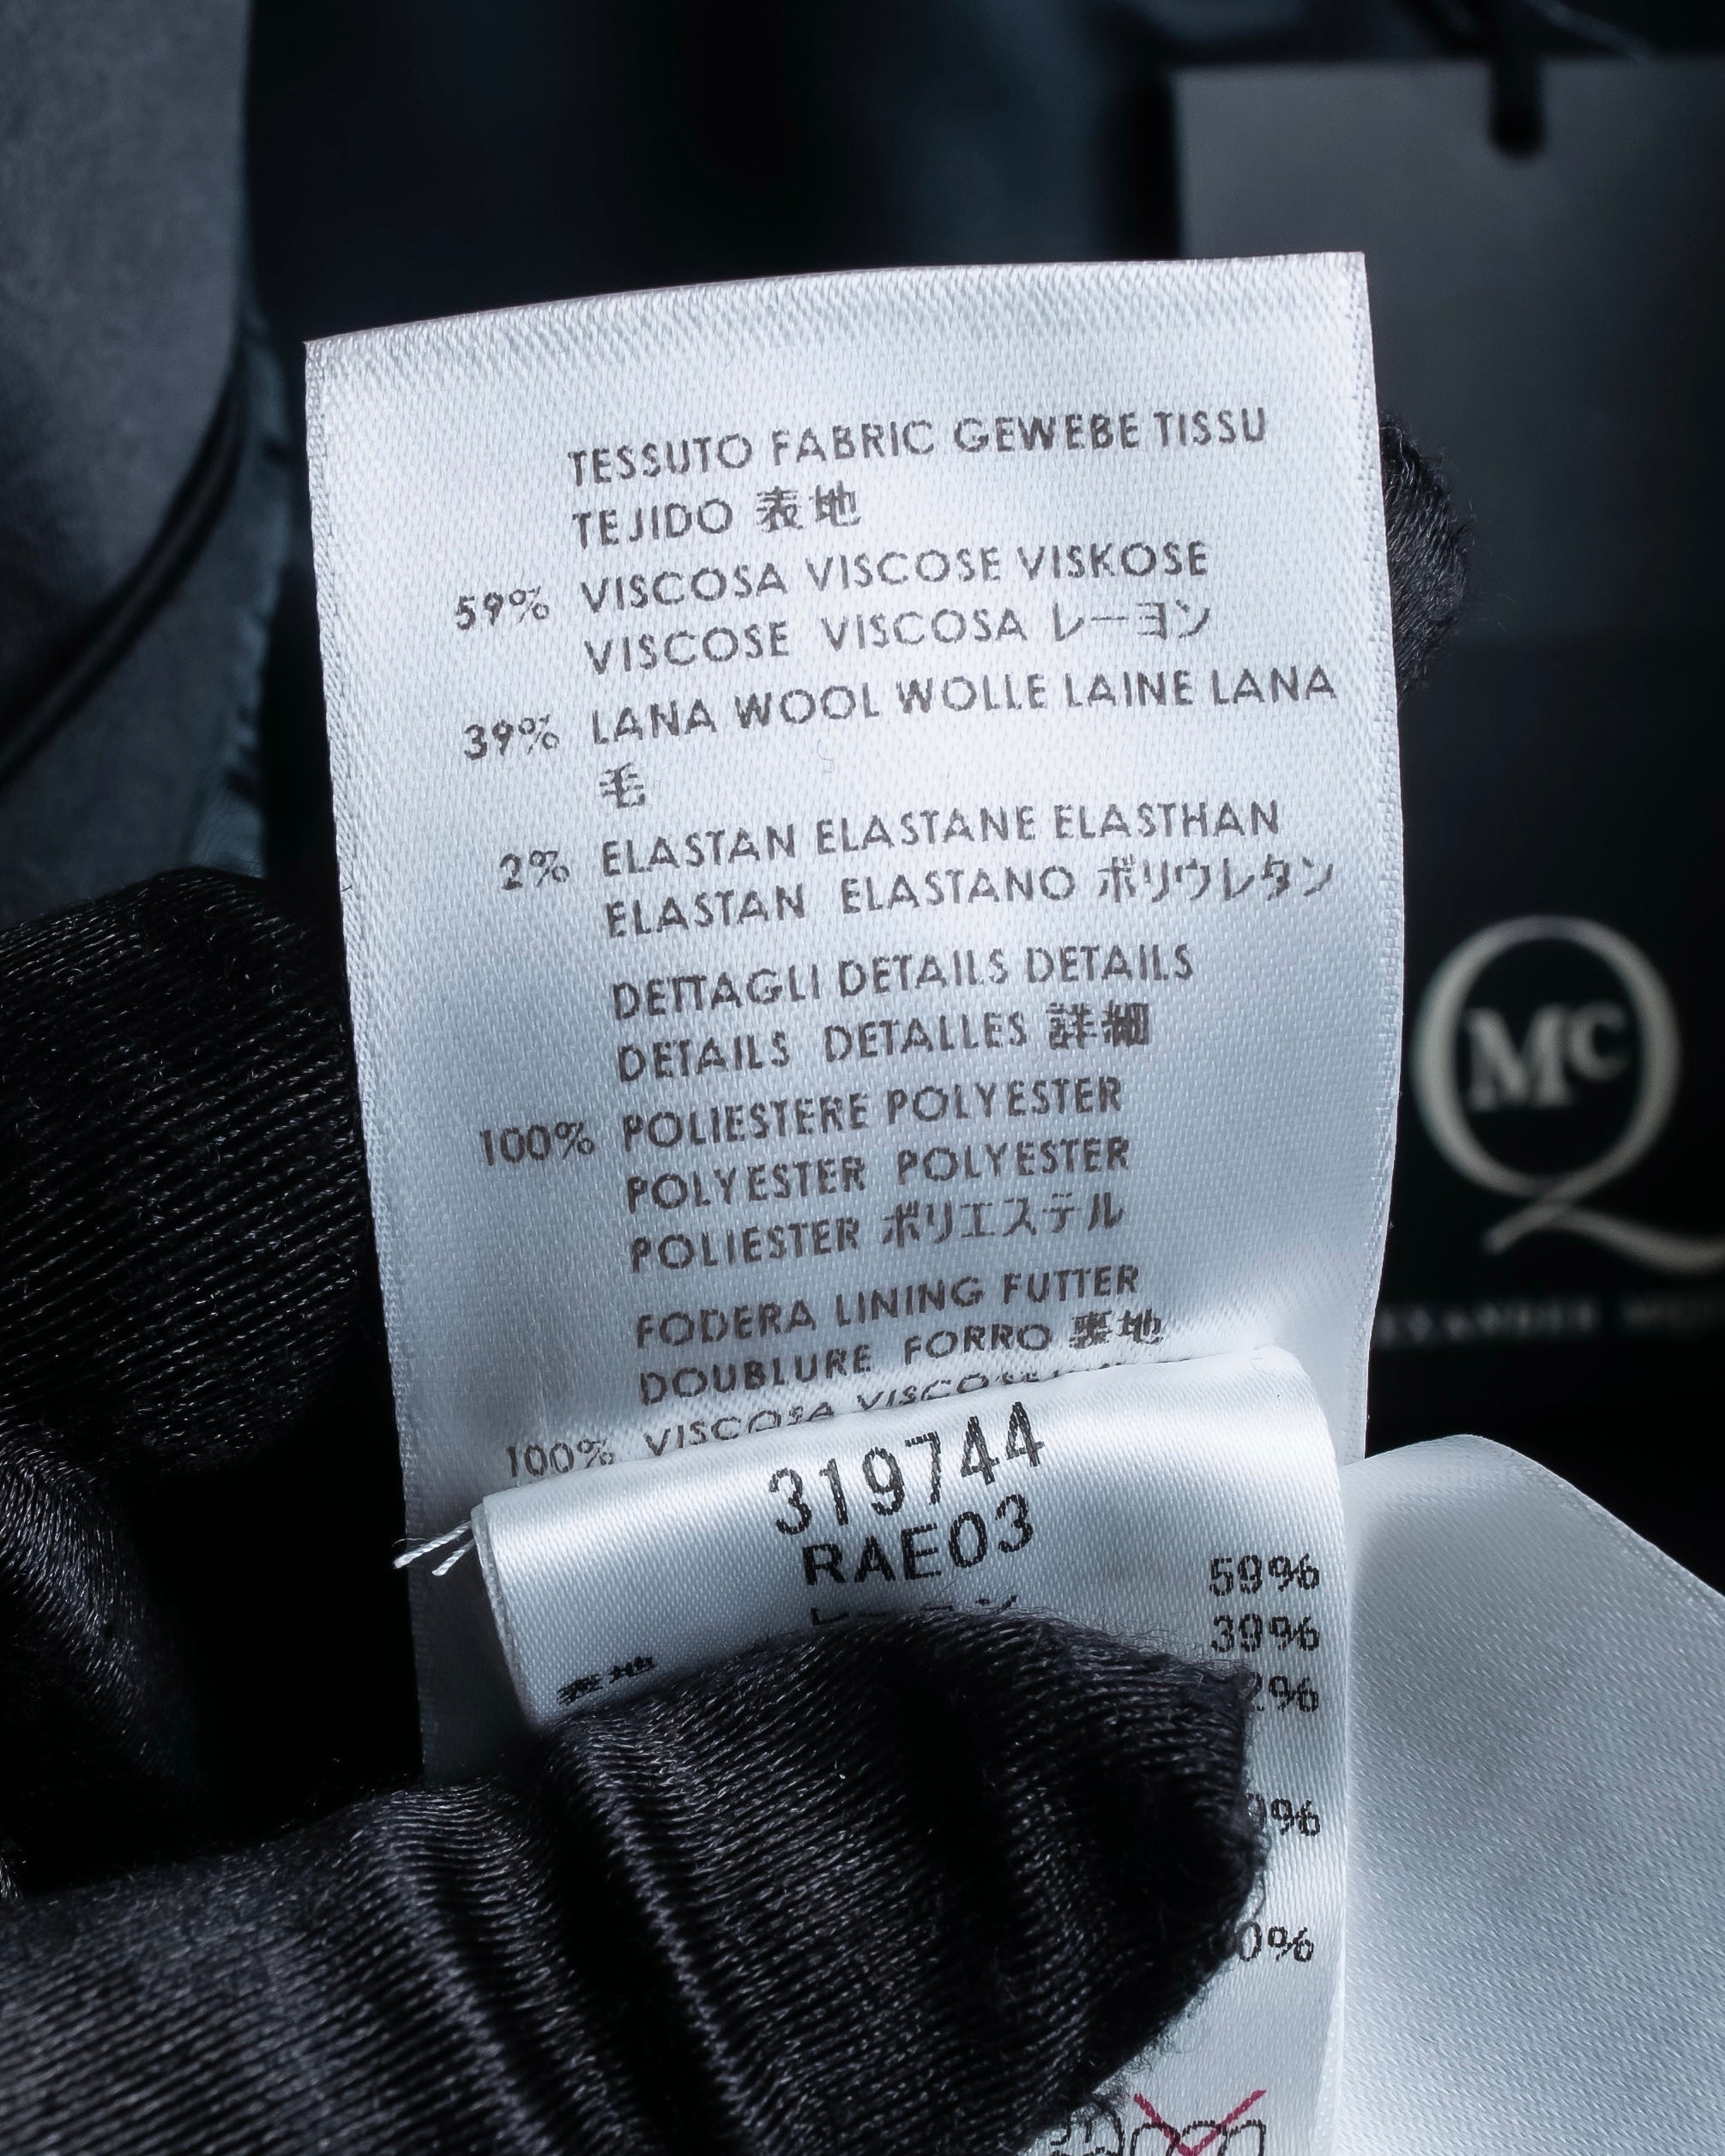 TESSUTO FABRIC GEWEBE TISSU
TEJIDO 表地
59% VISCOSA VISCOSE VISKOSE
VISCOSE VISCOSA レーヨン
39% LANA WOOL WOLLE LAINE LANA
毛
2% ELASTAN ELASTANE ELASTHAN
ELASTAN ELASTANO ポリウレタン
DETTAGLI DETAILS DETAILS
DETAILS DETALLES 詳細
100% POLIESTERE POLYESTER
POLYESTER POLYESTER
POLIESTER ポリエステル
FODERA LINING FUTTER
DOUBLURE FORRO 裏地
100% VISCOSA VISCOSE
319744
RAE03
59%
39%
表地
McQ